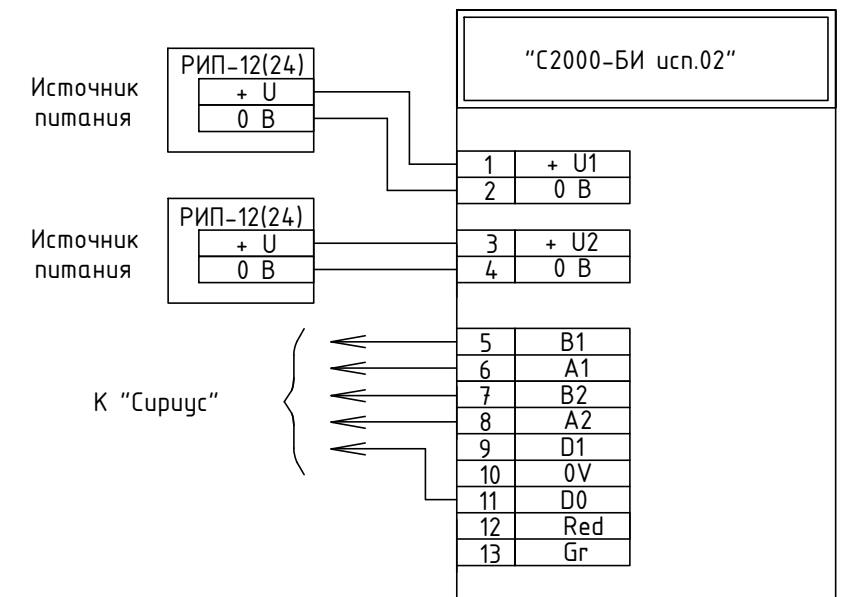 "С2000-БИ исп.02"
РИП-12(24)
Источник
питания
+ U
0 В
1 + U1
2 0 В
РИП-12(24)
Источник
питания
+ U
0 В
3 + U2
4 0 В
К "Сириус"
5 B1
6 A1
7 B2
8 A2
9 D1
10 0V
11 D0
12 Red
13 Gr